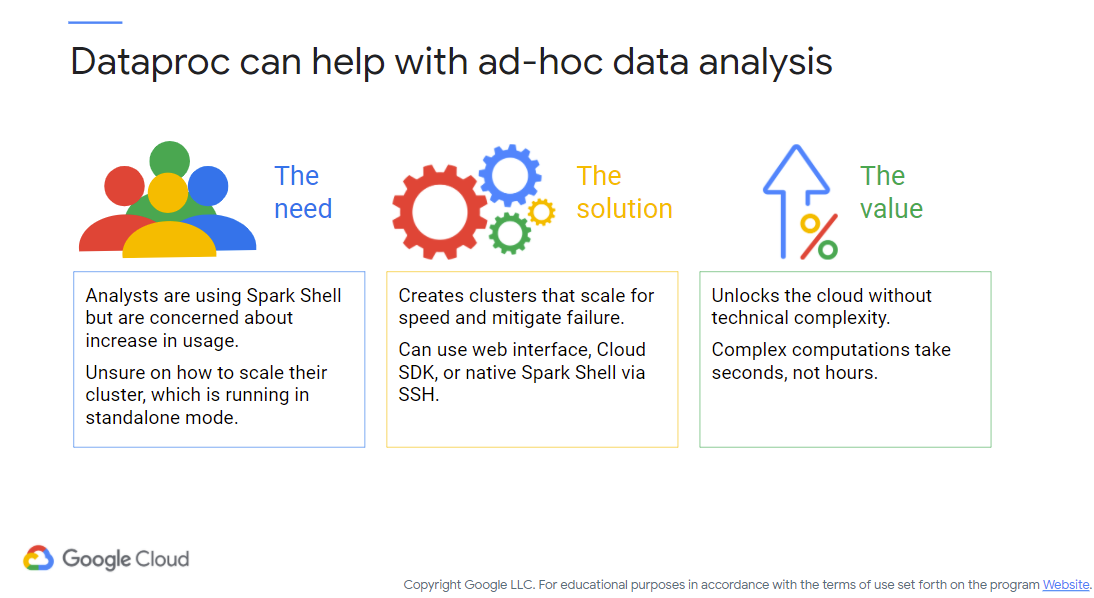 Dataproc can help with ad-hoc data analysis
The
need
Analysts are using Spark Shell
but are concerned about
increase in usage.
Unsure on how to scale their
cluster, which is running in
standalone mode.
The
solution
Creates clusters that scale for
speed and mitigate failure.
Can use web interface, Cloud
SDK, or native Spark Shell via
SSH.
The
value
Unlocks the cloud without
technical complexity.
Complex computations take
seconds, not hours.
Google Cloud
Copyright Google LLC. For educational purposes in accordance with the terms of use set forth on the program Website.